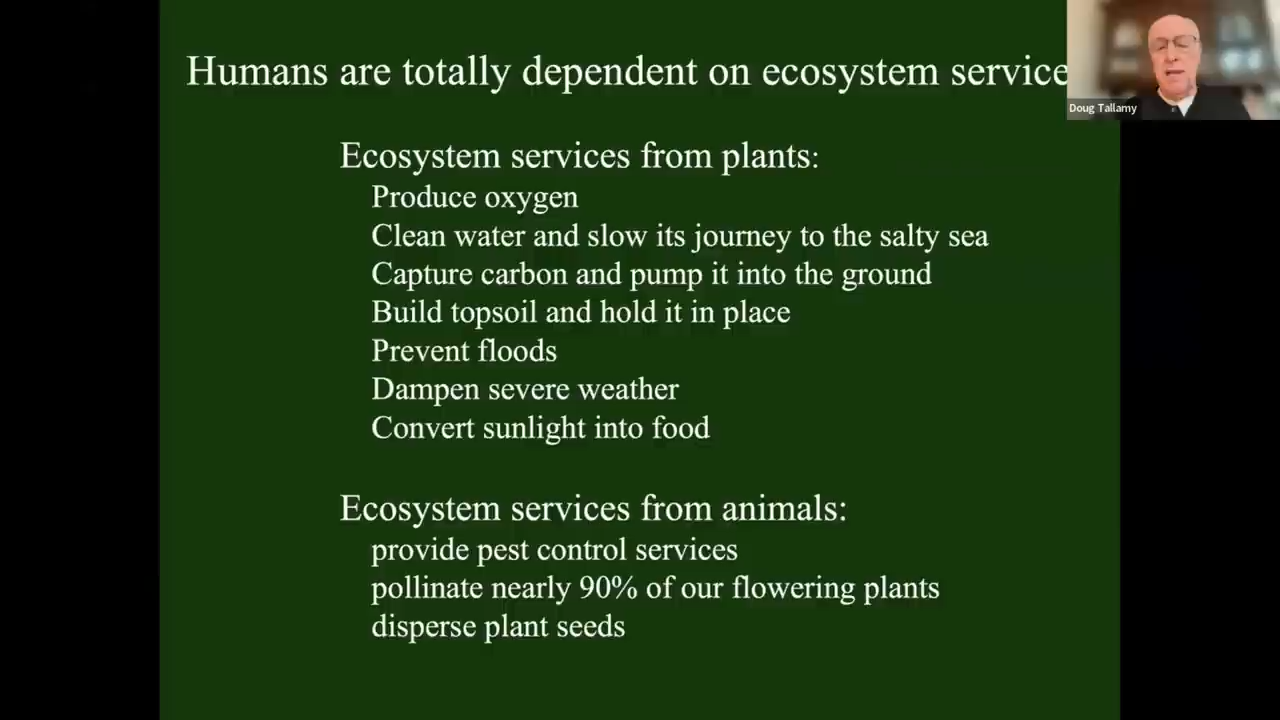 Humans are totally dependent on ecosystem service
Doug Tallamy
Ecosystem services from plants:
Produce oxygen
Clean water and slow its journey to the salty sea
Capture carbon and pump it into the ground
Build topsoil and hold it in place
Prevent floods
Dampen severe weather
Convert sunlight into food
Ecosystem services from animals:
provide pest control services
pollinate nearly 90% of our flowering plants
disperse plant seeds